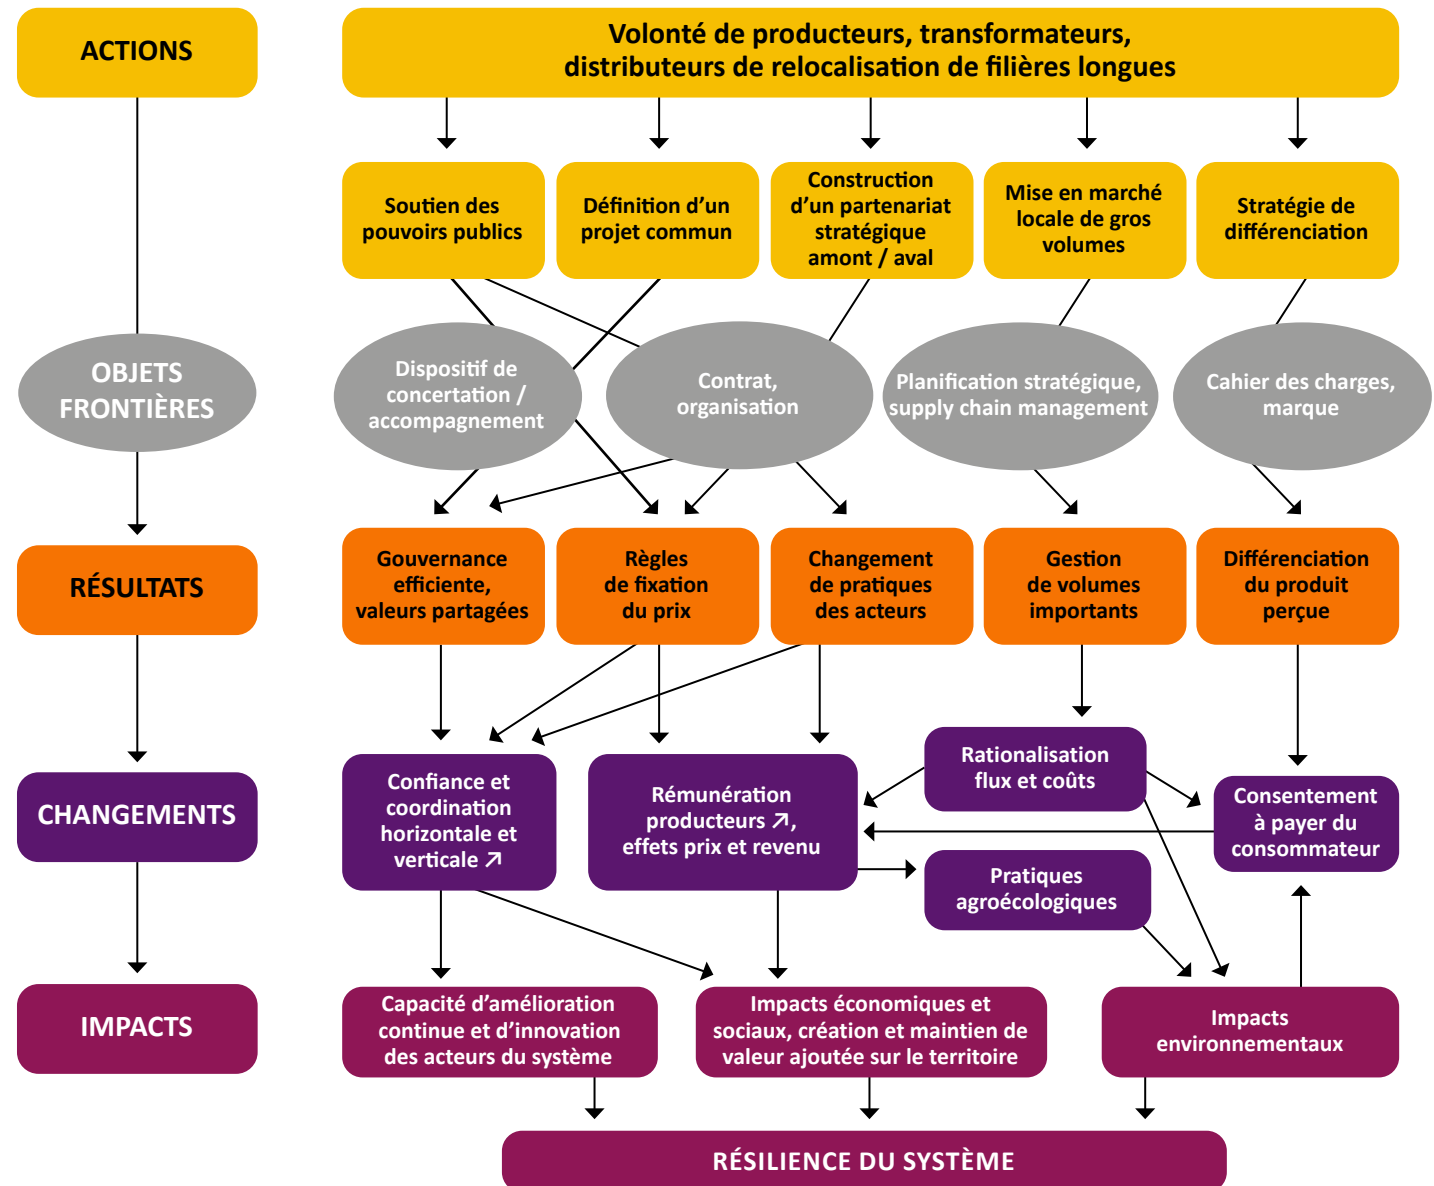 ACTIONS
Volonté de producteurs, transformateurs,
distributeurs de relocalisation de filières longues
Soutien des
pouvoirs publics
Définition d’un
projet commun
Construction
d’un partenariat
stratégique
amont / aval
Mise en marché
locale de gros
volumes
Stratégie de
différenciation
OBJETS
FRONTIÈRES
Dispositif de
concertation /
accompagnement
Contrat,
organisation
Planification stratégique,
supply chain management
Cahier des charges,
marque
RÉSULTATS
Gouvernance
efficiente,
valeurs partagées
Règles
de fixation
du prix
Changement
de pratiques
des acteurs
Gestion
de volumes
importants
Différenciation
du produit
perçue
CHANGEMENTS
Confiance et
coordination
horizontale et
verticale ↗
Rémunération
producteurs ↗,
effets prix et revenu
Rationalisation
flux et coûts
Consentement
à payer du
consommateur
Pratiques
agroécologiques
IMPACTS
Capacité d’amélioration
continue et d’innovation
des acteurs du système
Impacts économiques et
sociaux, création et maintien de
valeur ajoutée sur le territoire
Impacts
environnementaux
RÉSILIENCE DU SYSTÈME